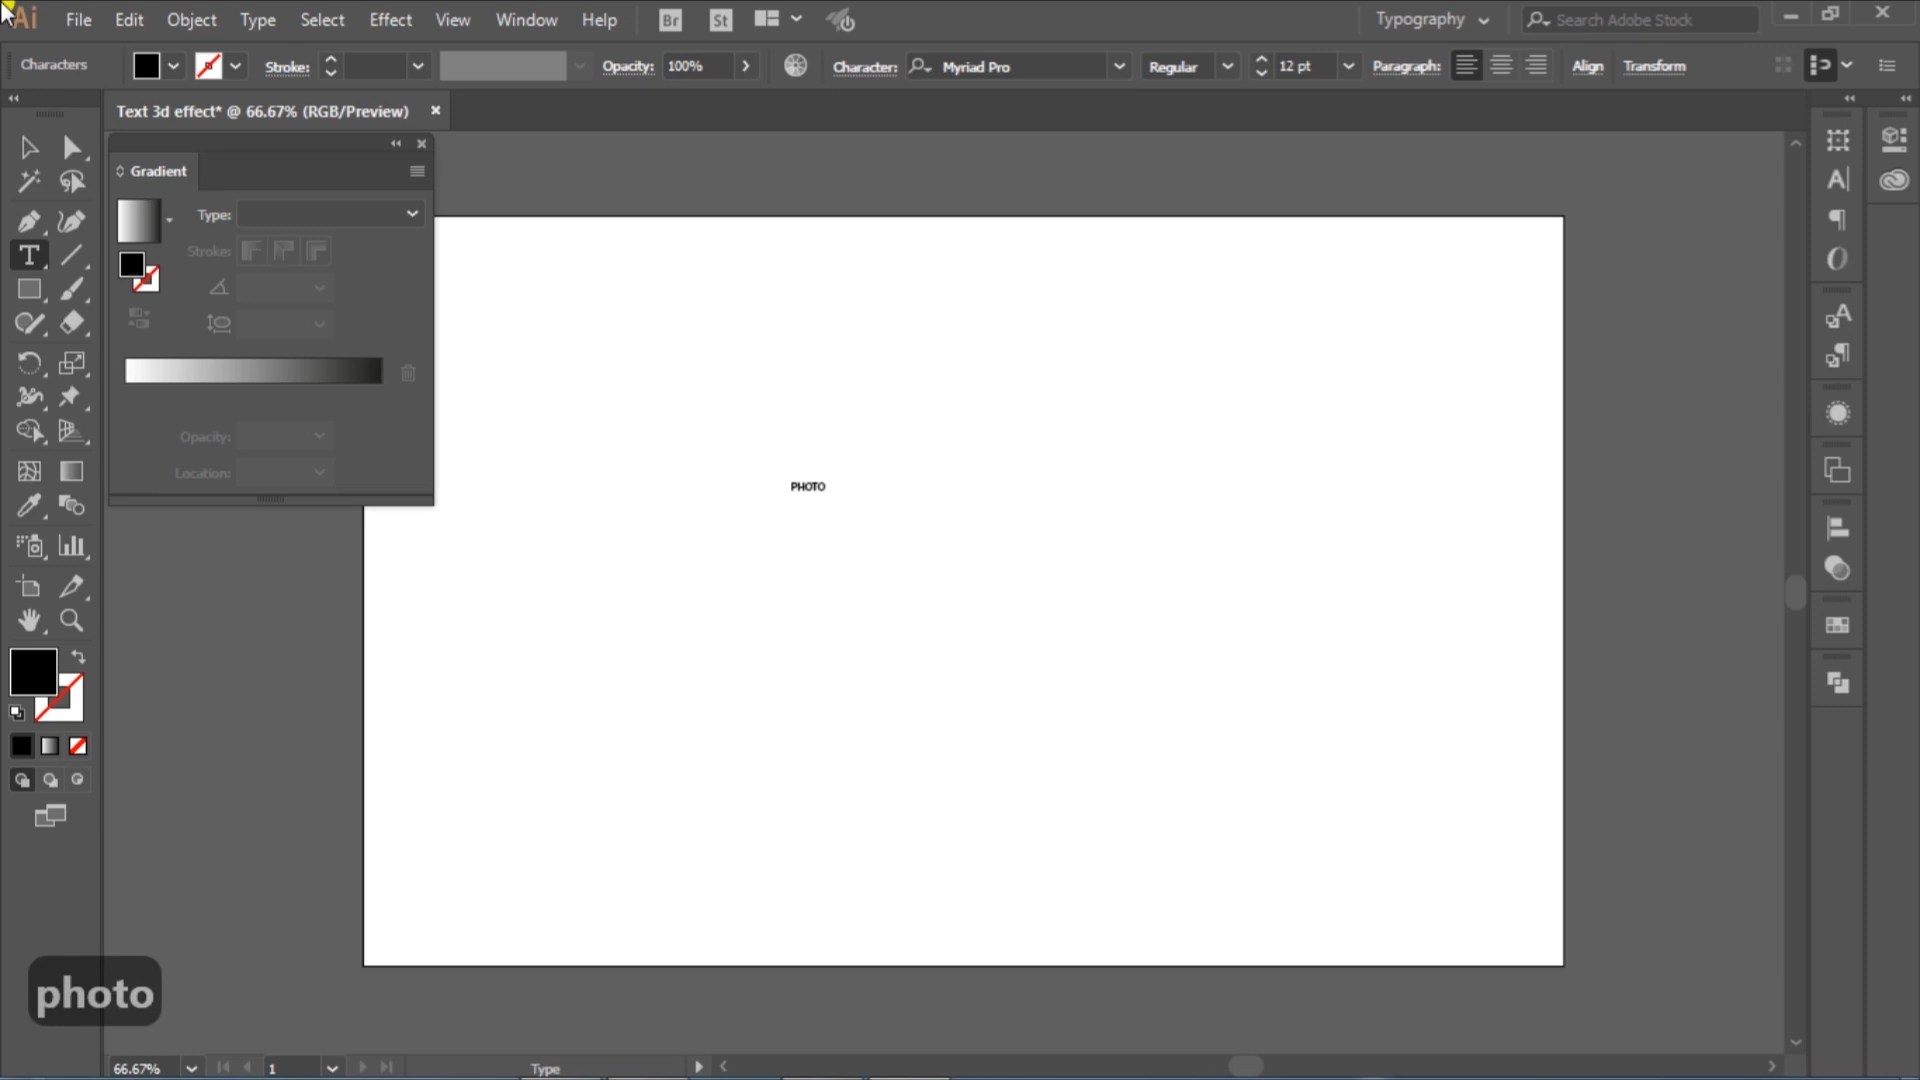 Ai File Edit Object Type Select Effect View Window Help Br St Typography Search Adobe Stock
Characters Stroke: Opacity: 100% Character: Myriad Pro Regular 12 pt Paragraph: Align Transform
Text 3d effect* @ 66.67% (RGB/Preview)
Gradient
Type:
Stroke:
Opacity:
Location:
PHOTO
photo
66.67% 1 Type